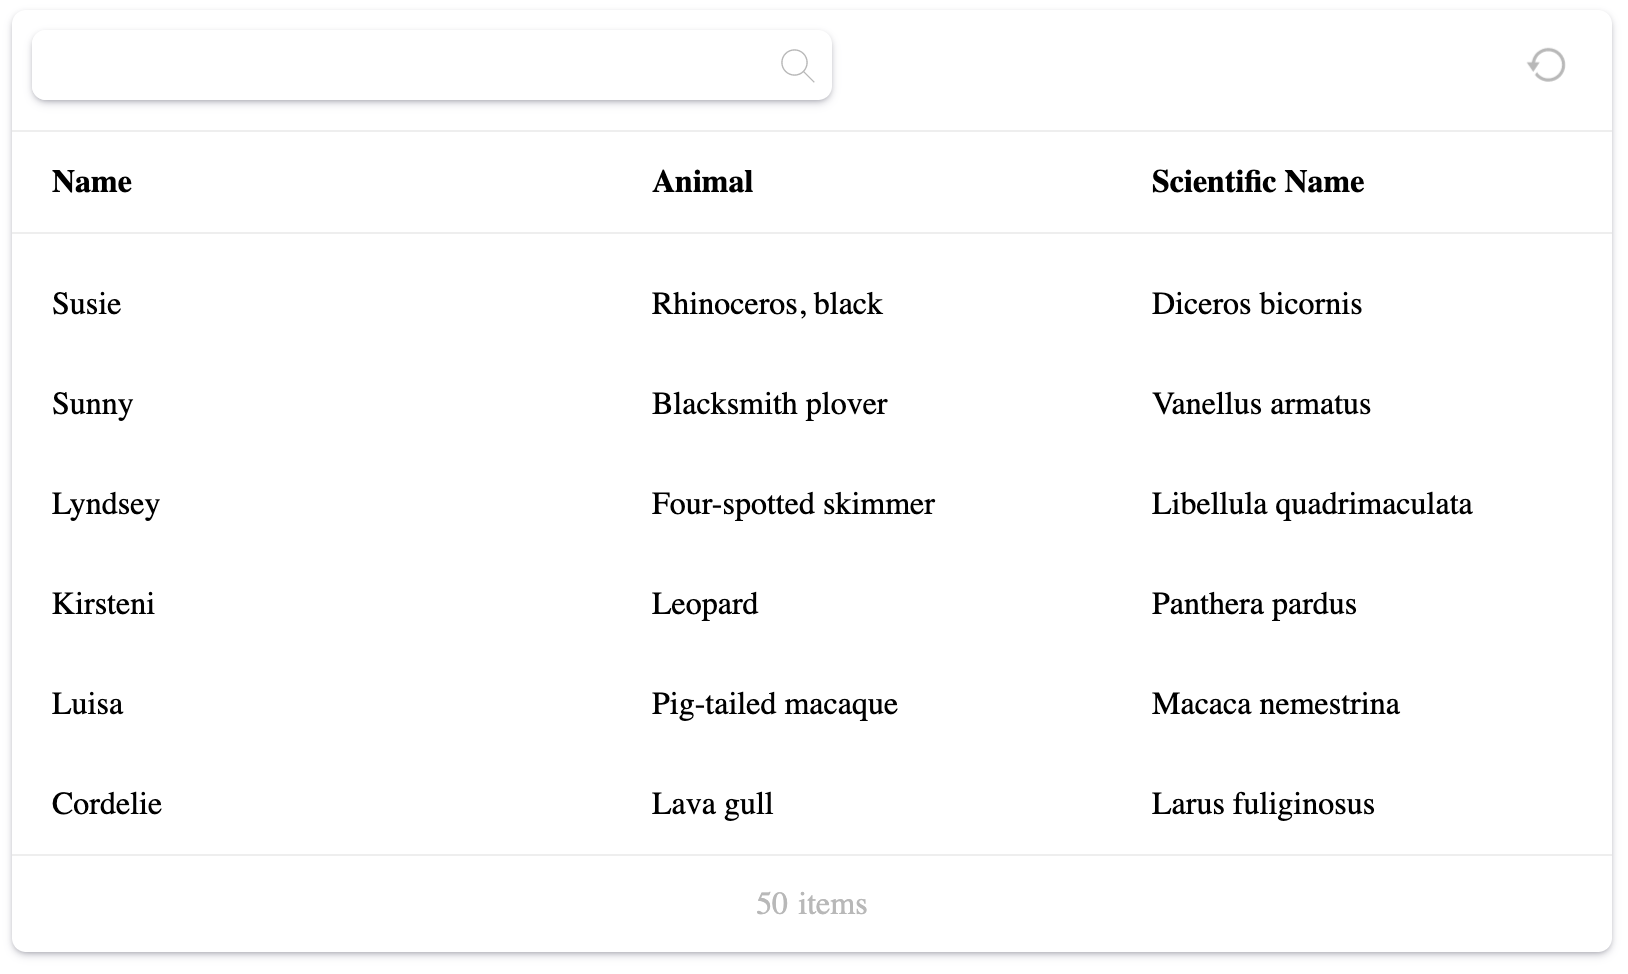 Name Animal Scientific Name
Susie Rhinoceros, black Diceros bicornis
Sunny Blacksmith plover Vanellus armatus
Lyndsey Four-spotted skimmer Libellula quadrimaculata
Kirsteni Leopard Panthera pardus
Luisa Pig-tailed macaque Macaca nemestrina
Cordelie Lava gull Larus fuliginosus
50 items